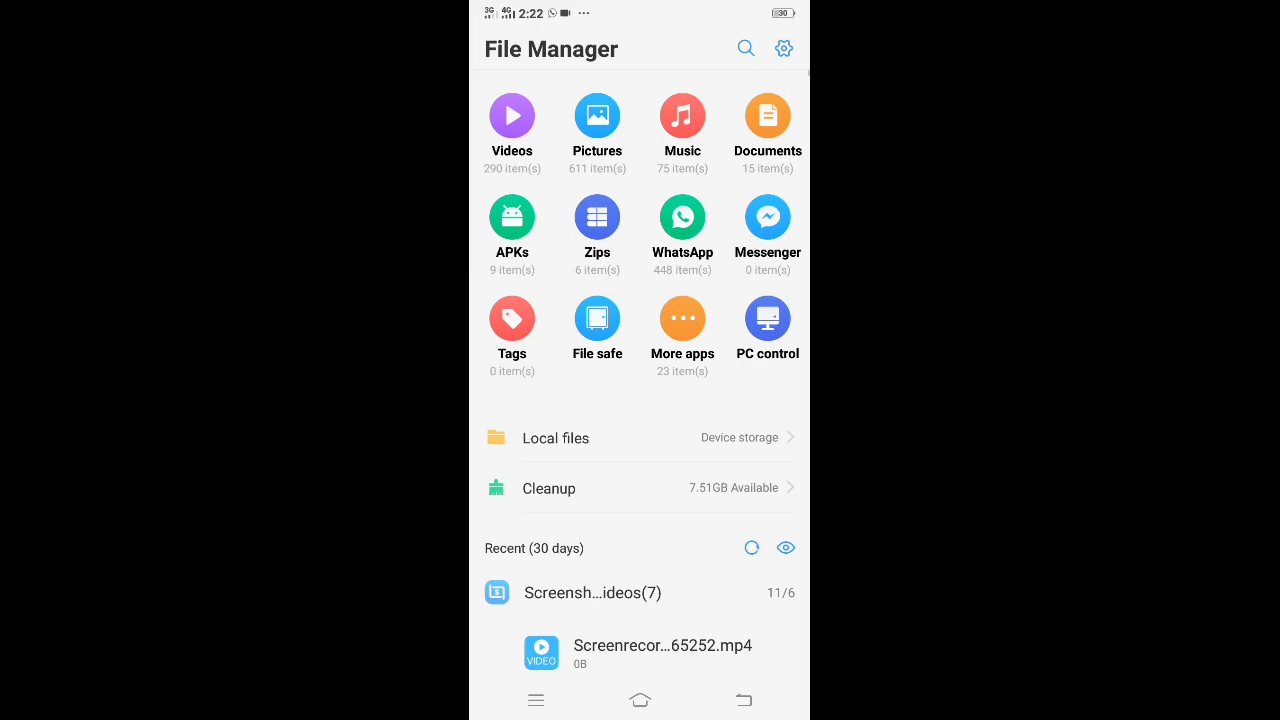 3G 4G 2:22 ... 30
File Manager
Videos Pictures Music Documents
290 item(s) 611 item(s) 75 item(s) 15 item(s)
APKs Zips WhatsApp Messenger
9 item(s) 6 item(s) 448 item(s) 0 item(s)
Tags File safe More apps PC control
0 item(s) 23 item(s)
Local files Device storage
Cleanup 7.51GB Available
Recent (30 days)
Screensh...ideos(7) 11/6
Screenrecor...65252.mp4
VIDEO 0B